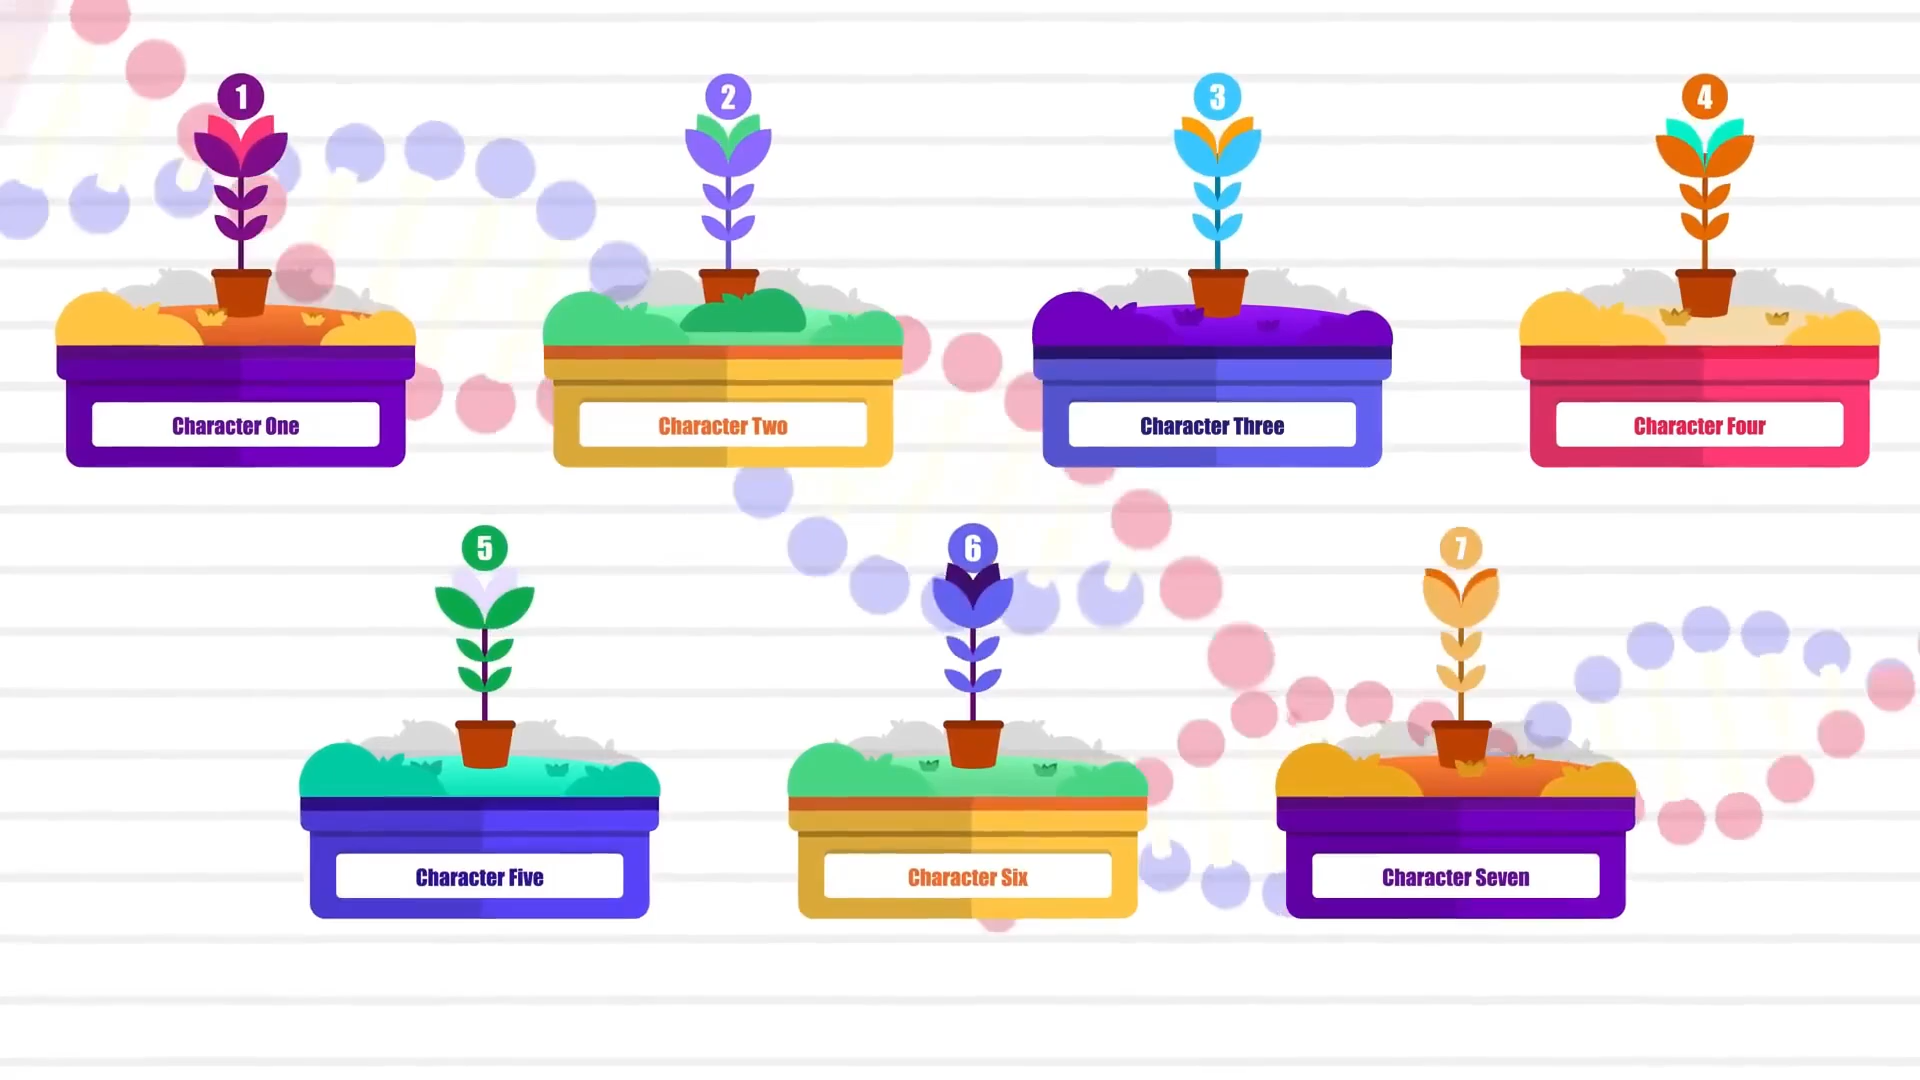 1
2
3
4
Character One
Character Two
Character Three
Character Four
5
6
7
Character Five
Character Six
Character Seven